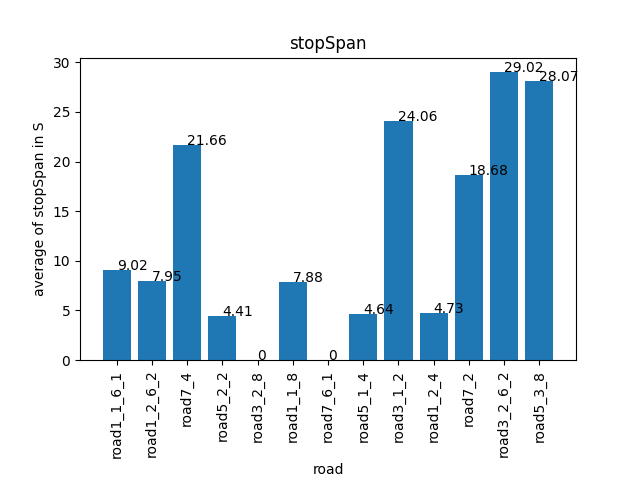 stopSpan
average of stopSpan in S
30
25
20
15
10
5
0
9.02
7.95
21.66
4.41
0
7.88
0
4.64
24.06
4.73
18.68
29.02
28.07
road1_1_6_1
road1_2_6_2
road7_4
road5_2_2
road3_2_8
road1_1_8
road7_6_1
road5_1_4
road3_1_2
road1_2_4
road7_2
road3_2_6_2
road5_3_8
road